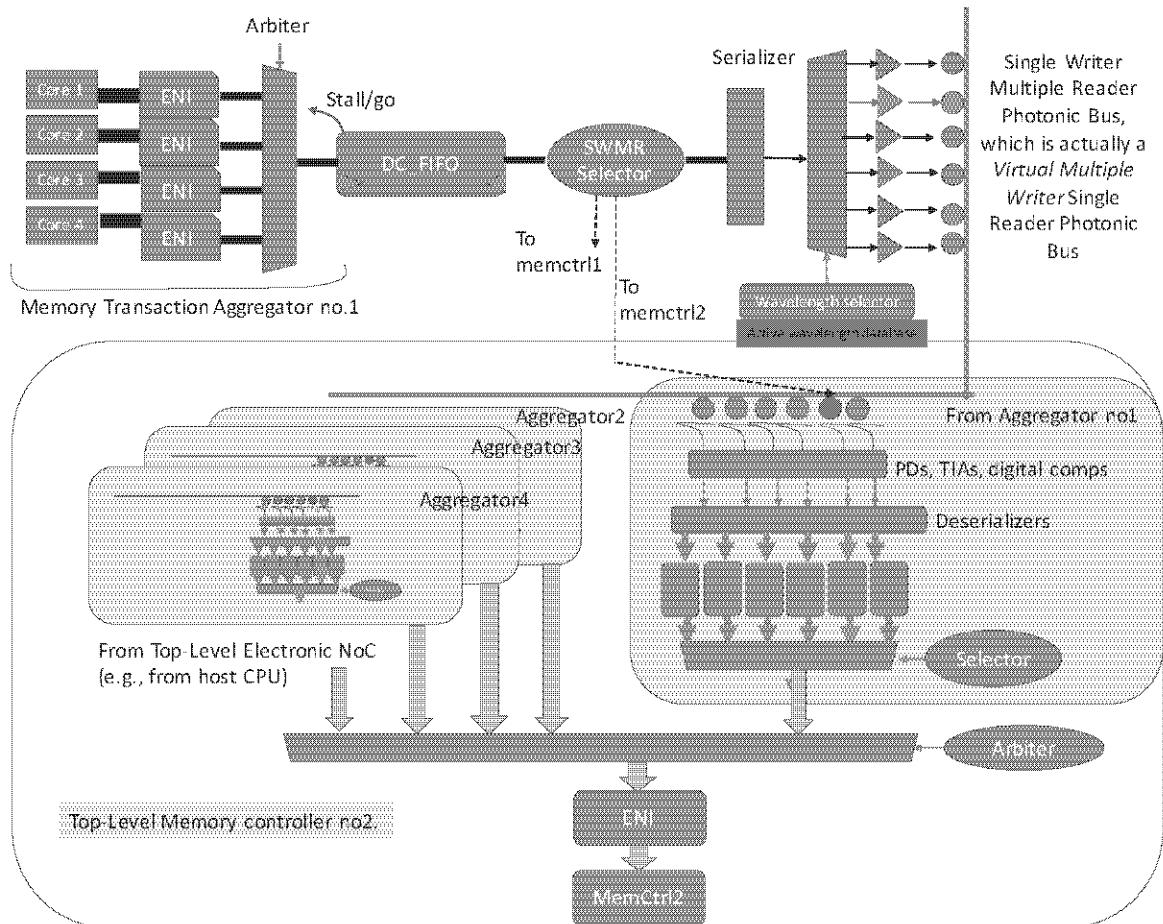 Arbiter
Core 1
Core 2
Core 3
ENI
ENI
ENI
ENI
Stall/go
DC_FIFO
SWMR
Selector
Serializer
To
memctrl1
To
memctrl2
Wavelength selector
Active wavelength database
Single Writer
Multiple Reader
Photonic Bus,
which is actually a
Virtual Multiple
Writer Single
Reader Photonic
Bus
Memory Transaction Aggregator no.1
Aggregator2
Aggregator3
Aggregator4
From Aggregator no1
PDs, TIAs, digital comps
Deserializers
Selector
From Top-Level Electronic NoC
(e.g., from host CPU)
Arbiter
ENI
MemCtrl2
Top-Level Memory controller no2.